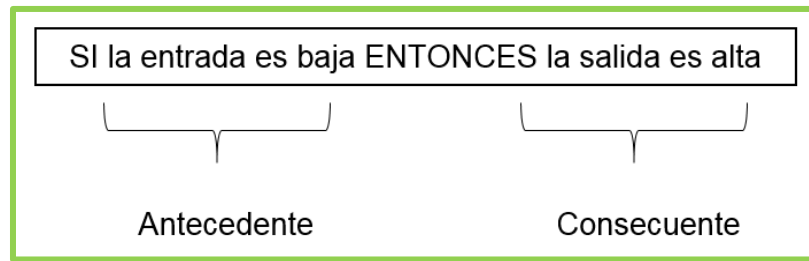 SI la entrada es baja ENTONCES la salida es alta
Antecedente
Consecuente